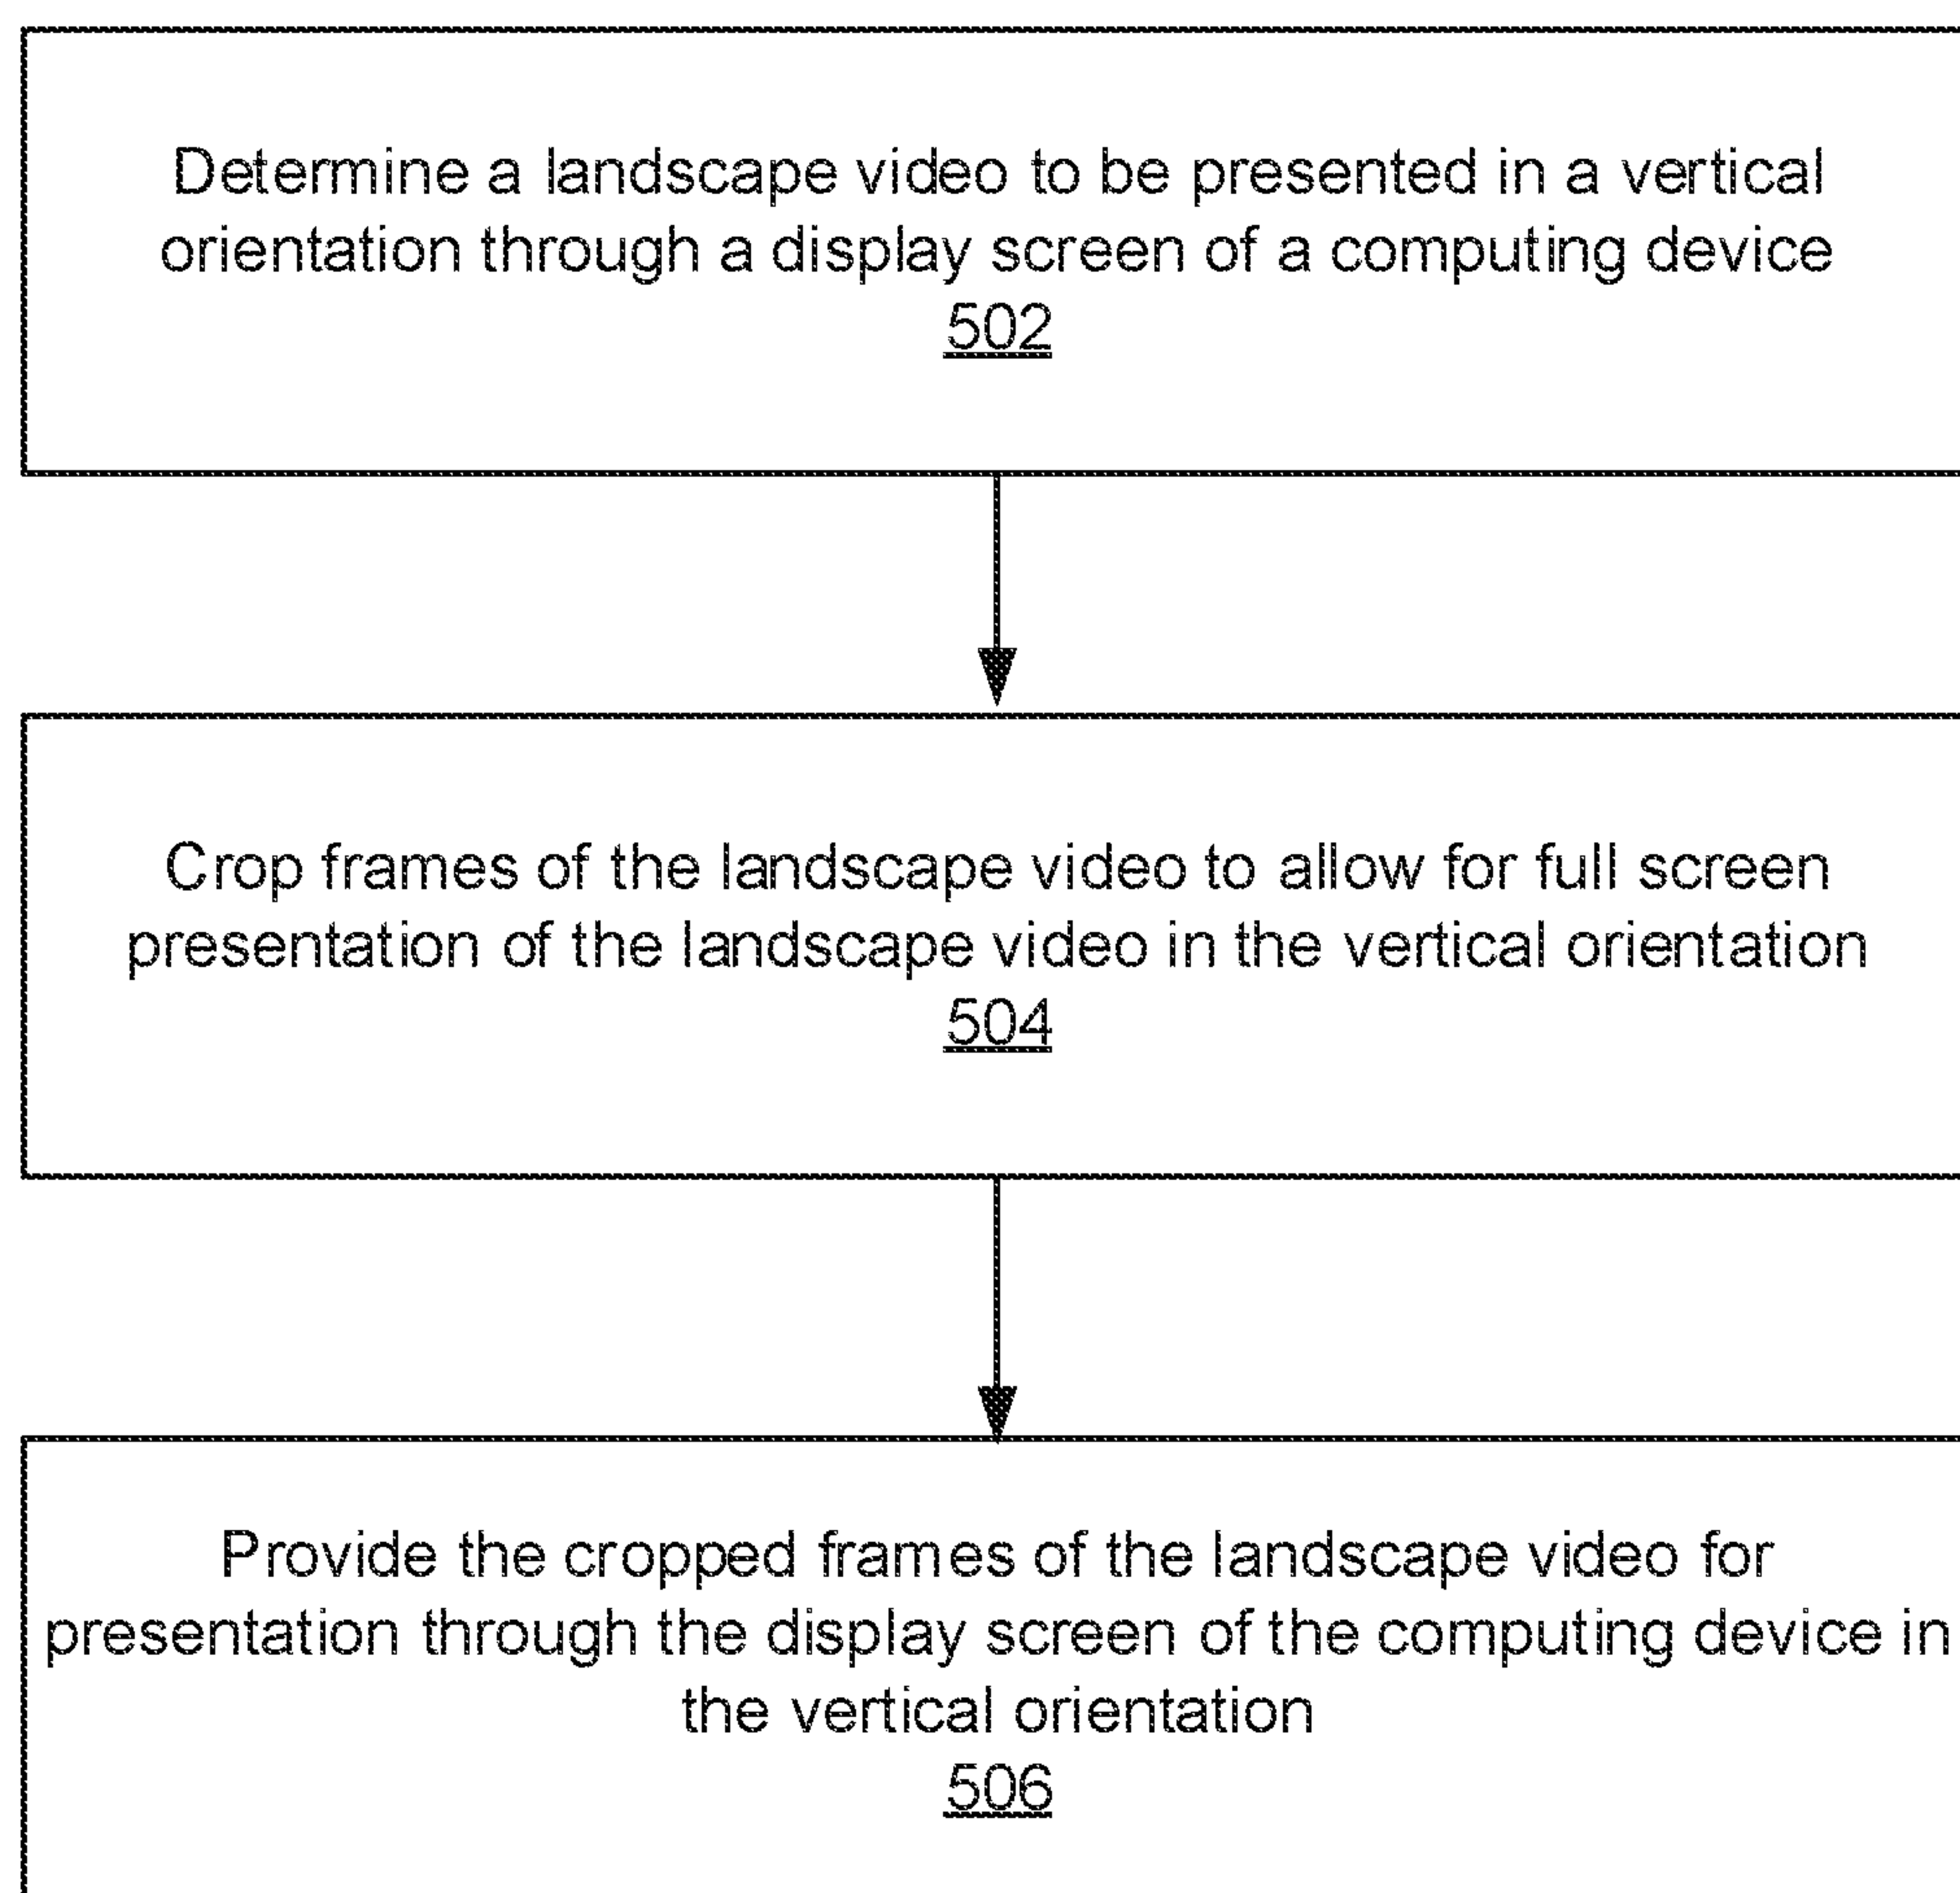 Determine a landscape video to be presented in a vertical
orientation through a display screen of a computing device
502
Crop frames of the landscape video to allow for full screen
presentation of the landscape video in the vertical orientation
504
Provide the cropped frames of the landscape video for
presentation through the display screen of the computing device in
the vertical orientation
506